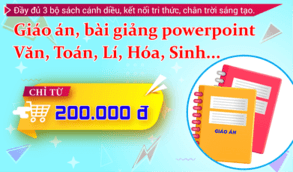 Đầy đủ 3 bộ sách cánh diều, kết nối tri thức, chân trời sáng tạo.
Giáo án, bài giảng powerpoint
Văn, Toán, Lí, Hóa, Sinh...
CHỈ TỪ
200.000 đ
GIÁO ÁN